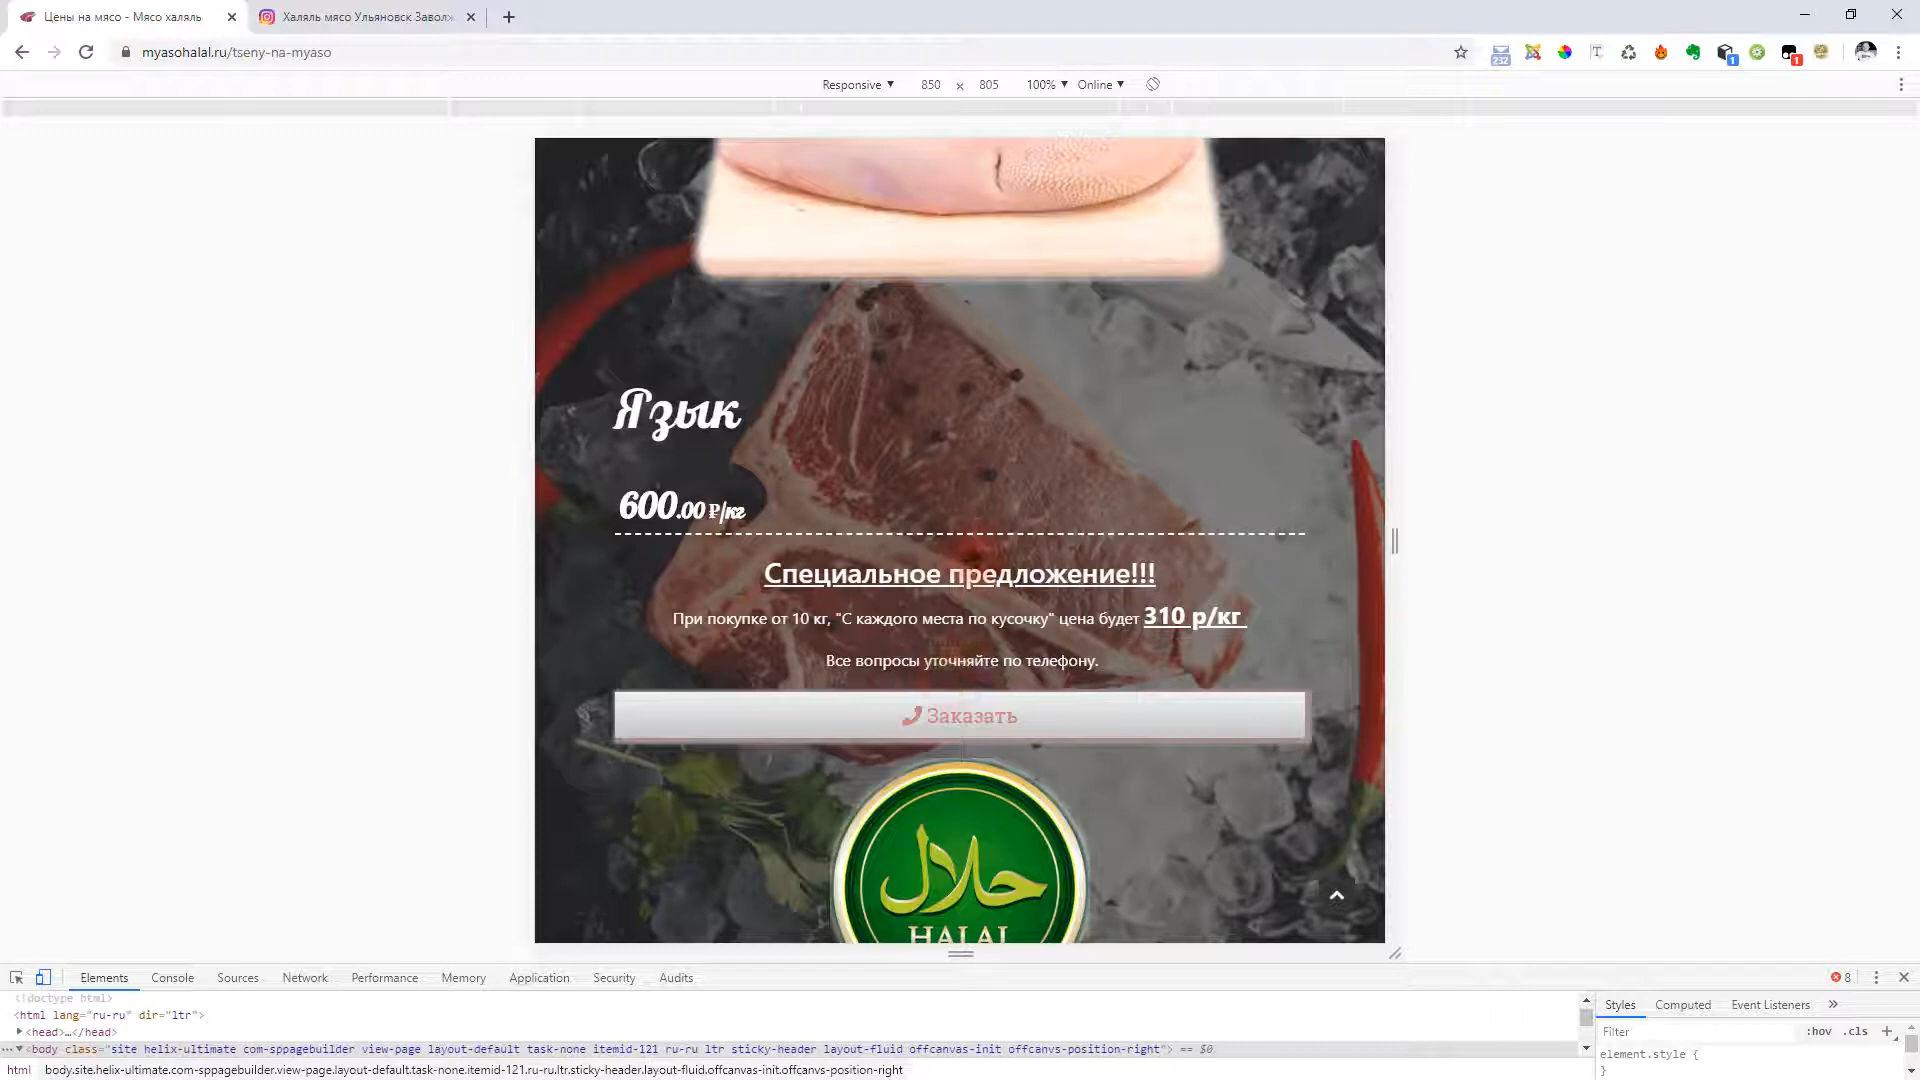 Цены на мясо - Мясо халяль
Халяль мясо Ульяновск Заволж
myasohalal.ru/tseny-na-myaso
232
1
1
Responsive ▼ 850 x 805 100% ▼ Online ▼
Язык
600.00 ₽/кг
Специальное предложение!!!
При покупке от 10 кг, "С каждого места по кусочку" цена будет 310 р/кг
Все вопросы уточняйте по телефону.
Заказать
حلال
HALAL
Elements Console Sources Network Performance Memory Application Security Audits 8
<!doctype html>
<html lang="ru-ru" dir="ltr">
<head>…</head>
<body class="site helix-ultimate com-sppagebuilder view-page layout-default task-none itemid-121 ru-ru ltr sticky-header layout-fluid offcanvas-init offcanvs-position-right"> == $0
html body.site.helix-ultimate.com-sppagebuilder.view-page.layout-default.task-none.itemid-121.ru-ru.ltr.sticky-header.layout-fluid.offcanvas-init.offcanvs-position-right
Styles Computed Event Listeners »
Filter :hov .cls +
element.style {
}